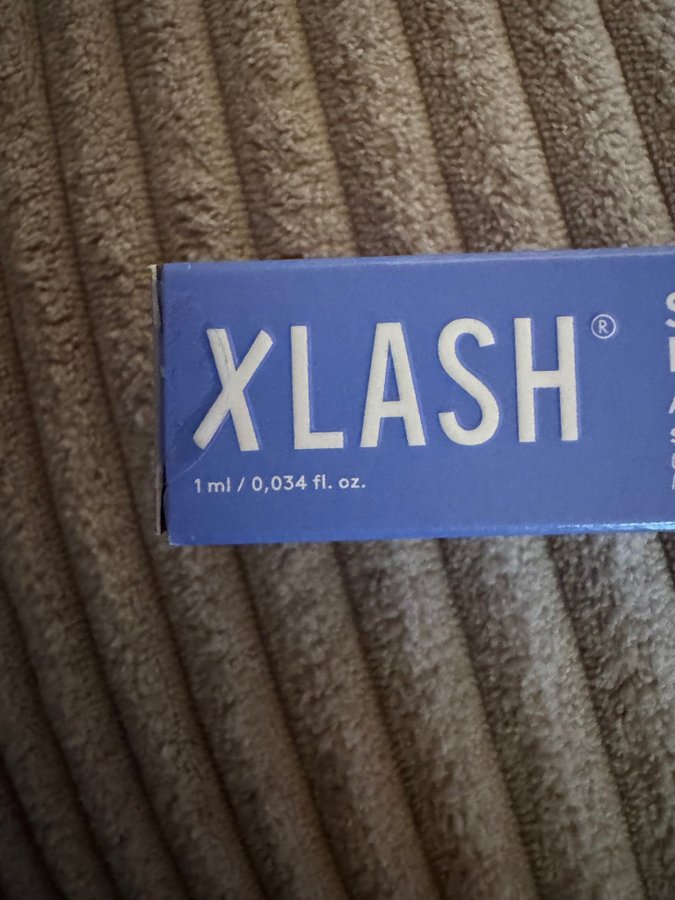 XLASH®
1 ml / 0,034 fl. oz.